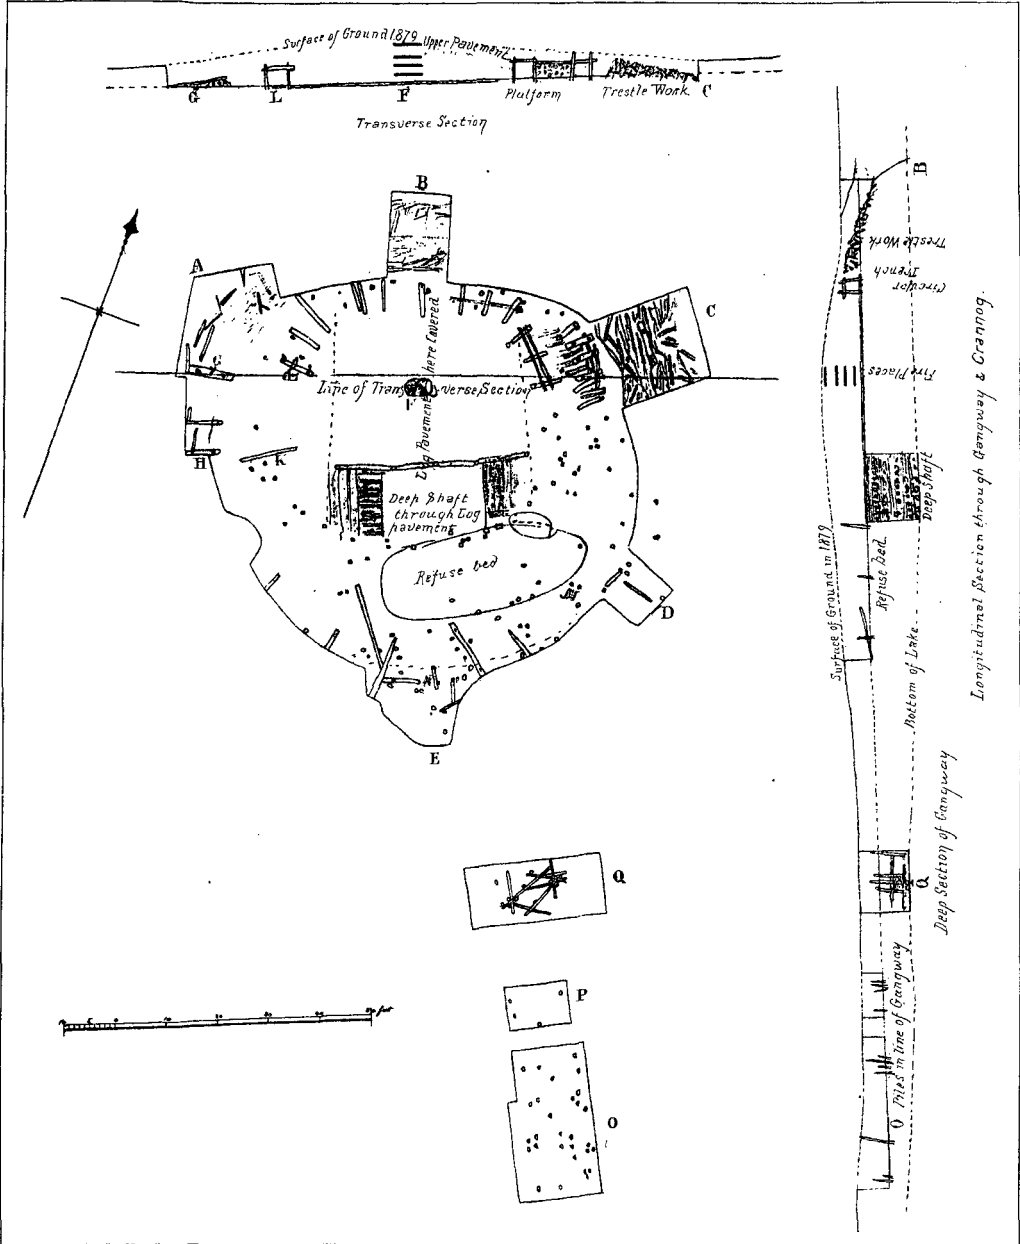 Surface of Ground 1879 Upper Pavement
G L F Platform Trestle Work C
Transverse Section
B
A
C
Log Pavement here Covered
Line of Transverse Section
F
G
L
H
K
Deep Shaft
through Log
pavement
Refuse bed
D
E
Q
P
O
B
Trestle Work
Circular
Trench
Fire Places
Deep Shaft
Surface of Ground in 1879
Refuse bed
Bottom of Lake
Longitudinal Section through Gangway & Crannog.
Deep Section of Gangway
Q
O Piles in line of Gangway
feet